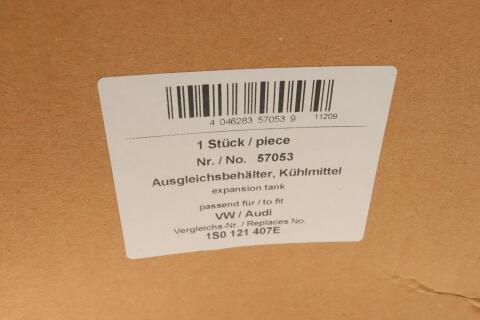 4 046283 57053 9 11209
1 Stück / piece
Nr. / No. 57053
Ausgleichsbehälter, Kühlmittel
expansion tank
passend für / to fit
VW / Audi
Vergleichs-Nr. / Replaces No.
1S0 121 407E